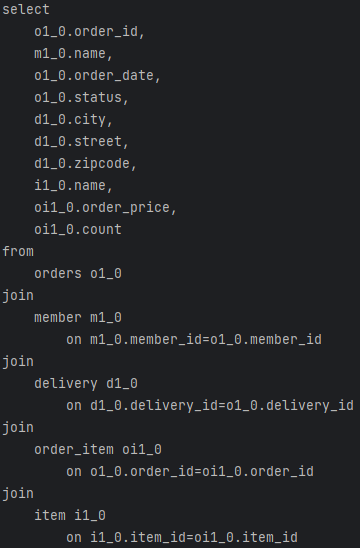 select
    o1_0.order_id,
    m1_0.name,
    o1_0.order_date,
    o1_0.status,
    d1_0.city,
    d1_0.street,
    d1_0.zipcode,
    i1_0.name,
    oi1_0.order_price,
    oi1_0.count
from
    orders o1_0
join
    member m1_0
        on m1_0.member_id=o1_0.member_id
join
    delivery d1_0
        on d1_0.delivery_id=o1_0.delivery_id
join
    order_item oi1_0
        on o1_0.order_id=oi1_0.order_id
join
    item i1_0
        on i1_0.item_id=oi1_0.item_id